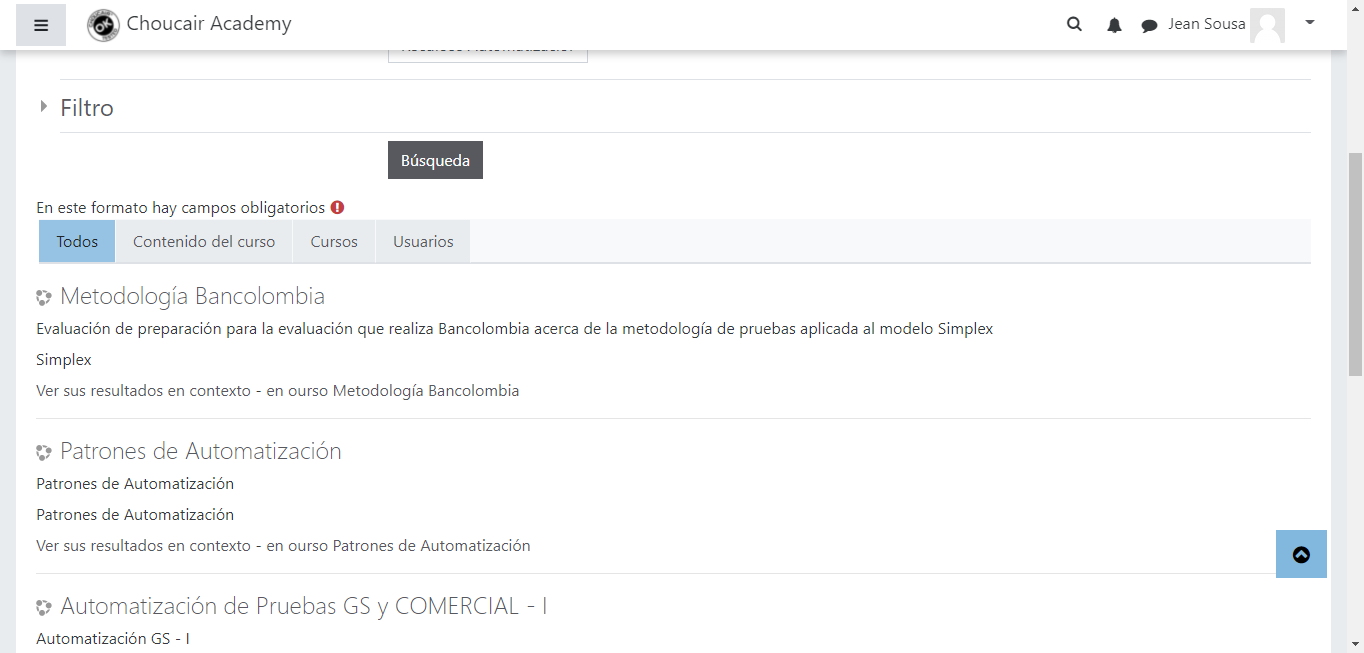 Choucair Academy
Jean Sousa
Filtro
Búsqueda
En este formato hay campos obligatorios
Todos
Contenido del curso
Cursos
Usuarios
Metodología Bancolombia
Evaluación de preparación para la evaluación que realiza Bancolombia acerca de la metodología de pruebas aplicada al modelo Simplex
Simplex
Ver sus resultados en contexto - en ourso Metodología Bancolombia
Patrones de Automatización
Patrones de Automatización
Patrones de Automatización
Ver sus resultados en contexto - en ourso Patrones de Automatización
Automatización de Pruebas GS y COMERCIAL - I
Automatización GS - I